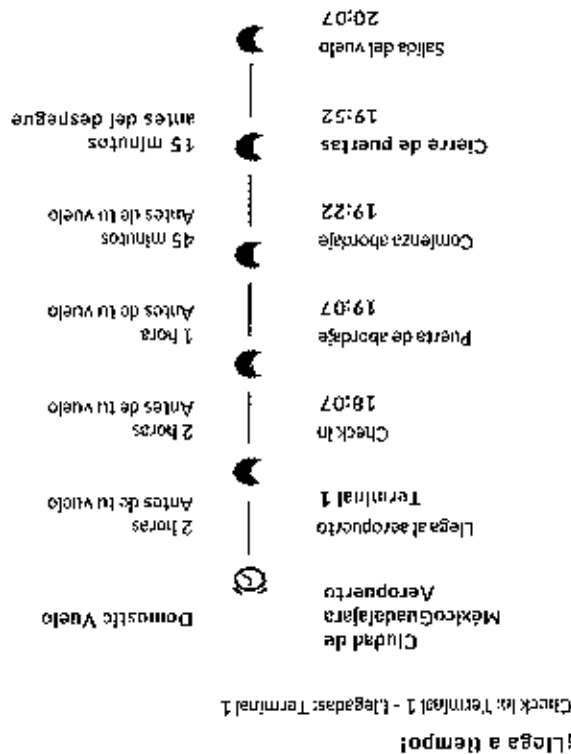 ¡Llega a tiempo!
Check In: Terminal 1 - Llegadas: Terminal 1
Ciudad de
MéxicoGuadalajara
Aeropuerto
Domostic Vuelo
Llega al aeropuerto
Terminal 1
2 horas
Antes de tu vuelo
Check in
18:07
2 horas
Antes de tu vuelo
Puerta de abordaje
19:07
1 hora
Antes de tu vuelo
Comienza abordaje
19:22
45 minutos
Antes de tu vuelo
Cierre de puertas
19:52
15 minutos
antes del despegue
Salida del vuelo
20:07